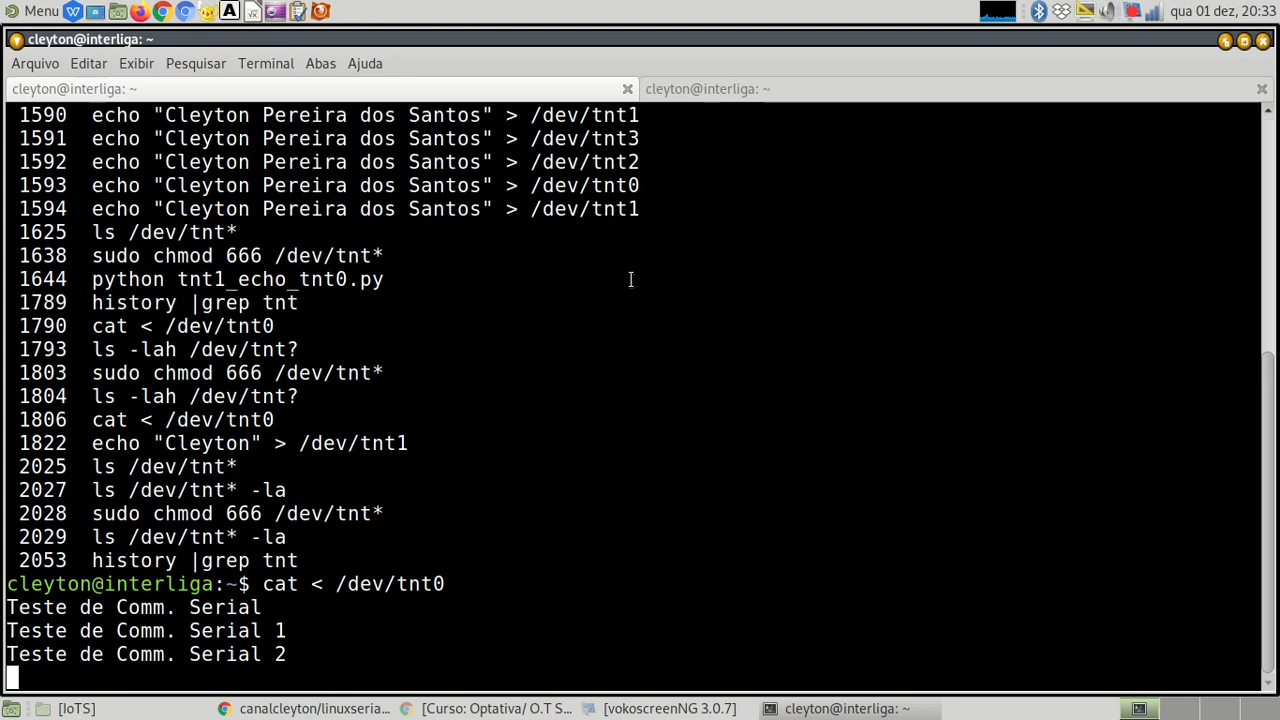 Menu
A
qua 01 dez, 20:33
cleyton@interliga: ~
Arquivo Editar Exibir Pesquisar Terminal Abas Ajuda
cleyton@interliga: ~ cleyton@interliga: ~
1590 echo "Cleyton Pereira dos Santos" > /dev/tnt1
1591 echo "Cleyton Pereira dos Santos" > /dev/tnt3
1592 echo "Cleyton Pereira dos Santos" > /dev/tnt2
1593 echo "Cleyton Pereira dos Santos" > /dev/tnt0
1594 echo "Cleyton Pereira dos Santos" > /dev/tnt1
1625 ls /dev/tnt*
1638 sudo chmod 666 /dev/tnt*
1644 python tnt1_echo_tnt0.py
1789 history |grep tnt
1790 cat < /dev/tnt0
1793 ls -lah /dev/tnt?
1803 sudo chmod 666 /dev/tnt*
1804 ls -lah /dev/tnt?
1806 cat < /dev/tnt0
1822 echo "Cleyton" > /dev/tnt1
2025 ls /dev/tnt*
2027 ls /dev/tnt* -la
2028 sudo chmod 666 /dev/tnt*
2029 ls /dev/tnt* -la
2053 history |grep tnt
cleyton@interliga:~$ cat < /dev/tnt0
Teste de Comm. Serial
Teste de Comm. Serial 1
Teste de Comm. Serial 2
[IoTS] canalcleyton/linuxseria... [Curso: Optativa/ O.T S... [vokoscreenNG 3.0.7] cleyton@interliga: ~